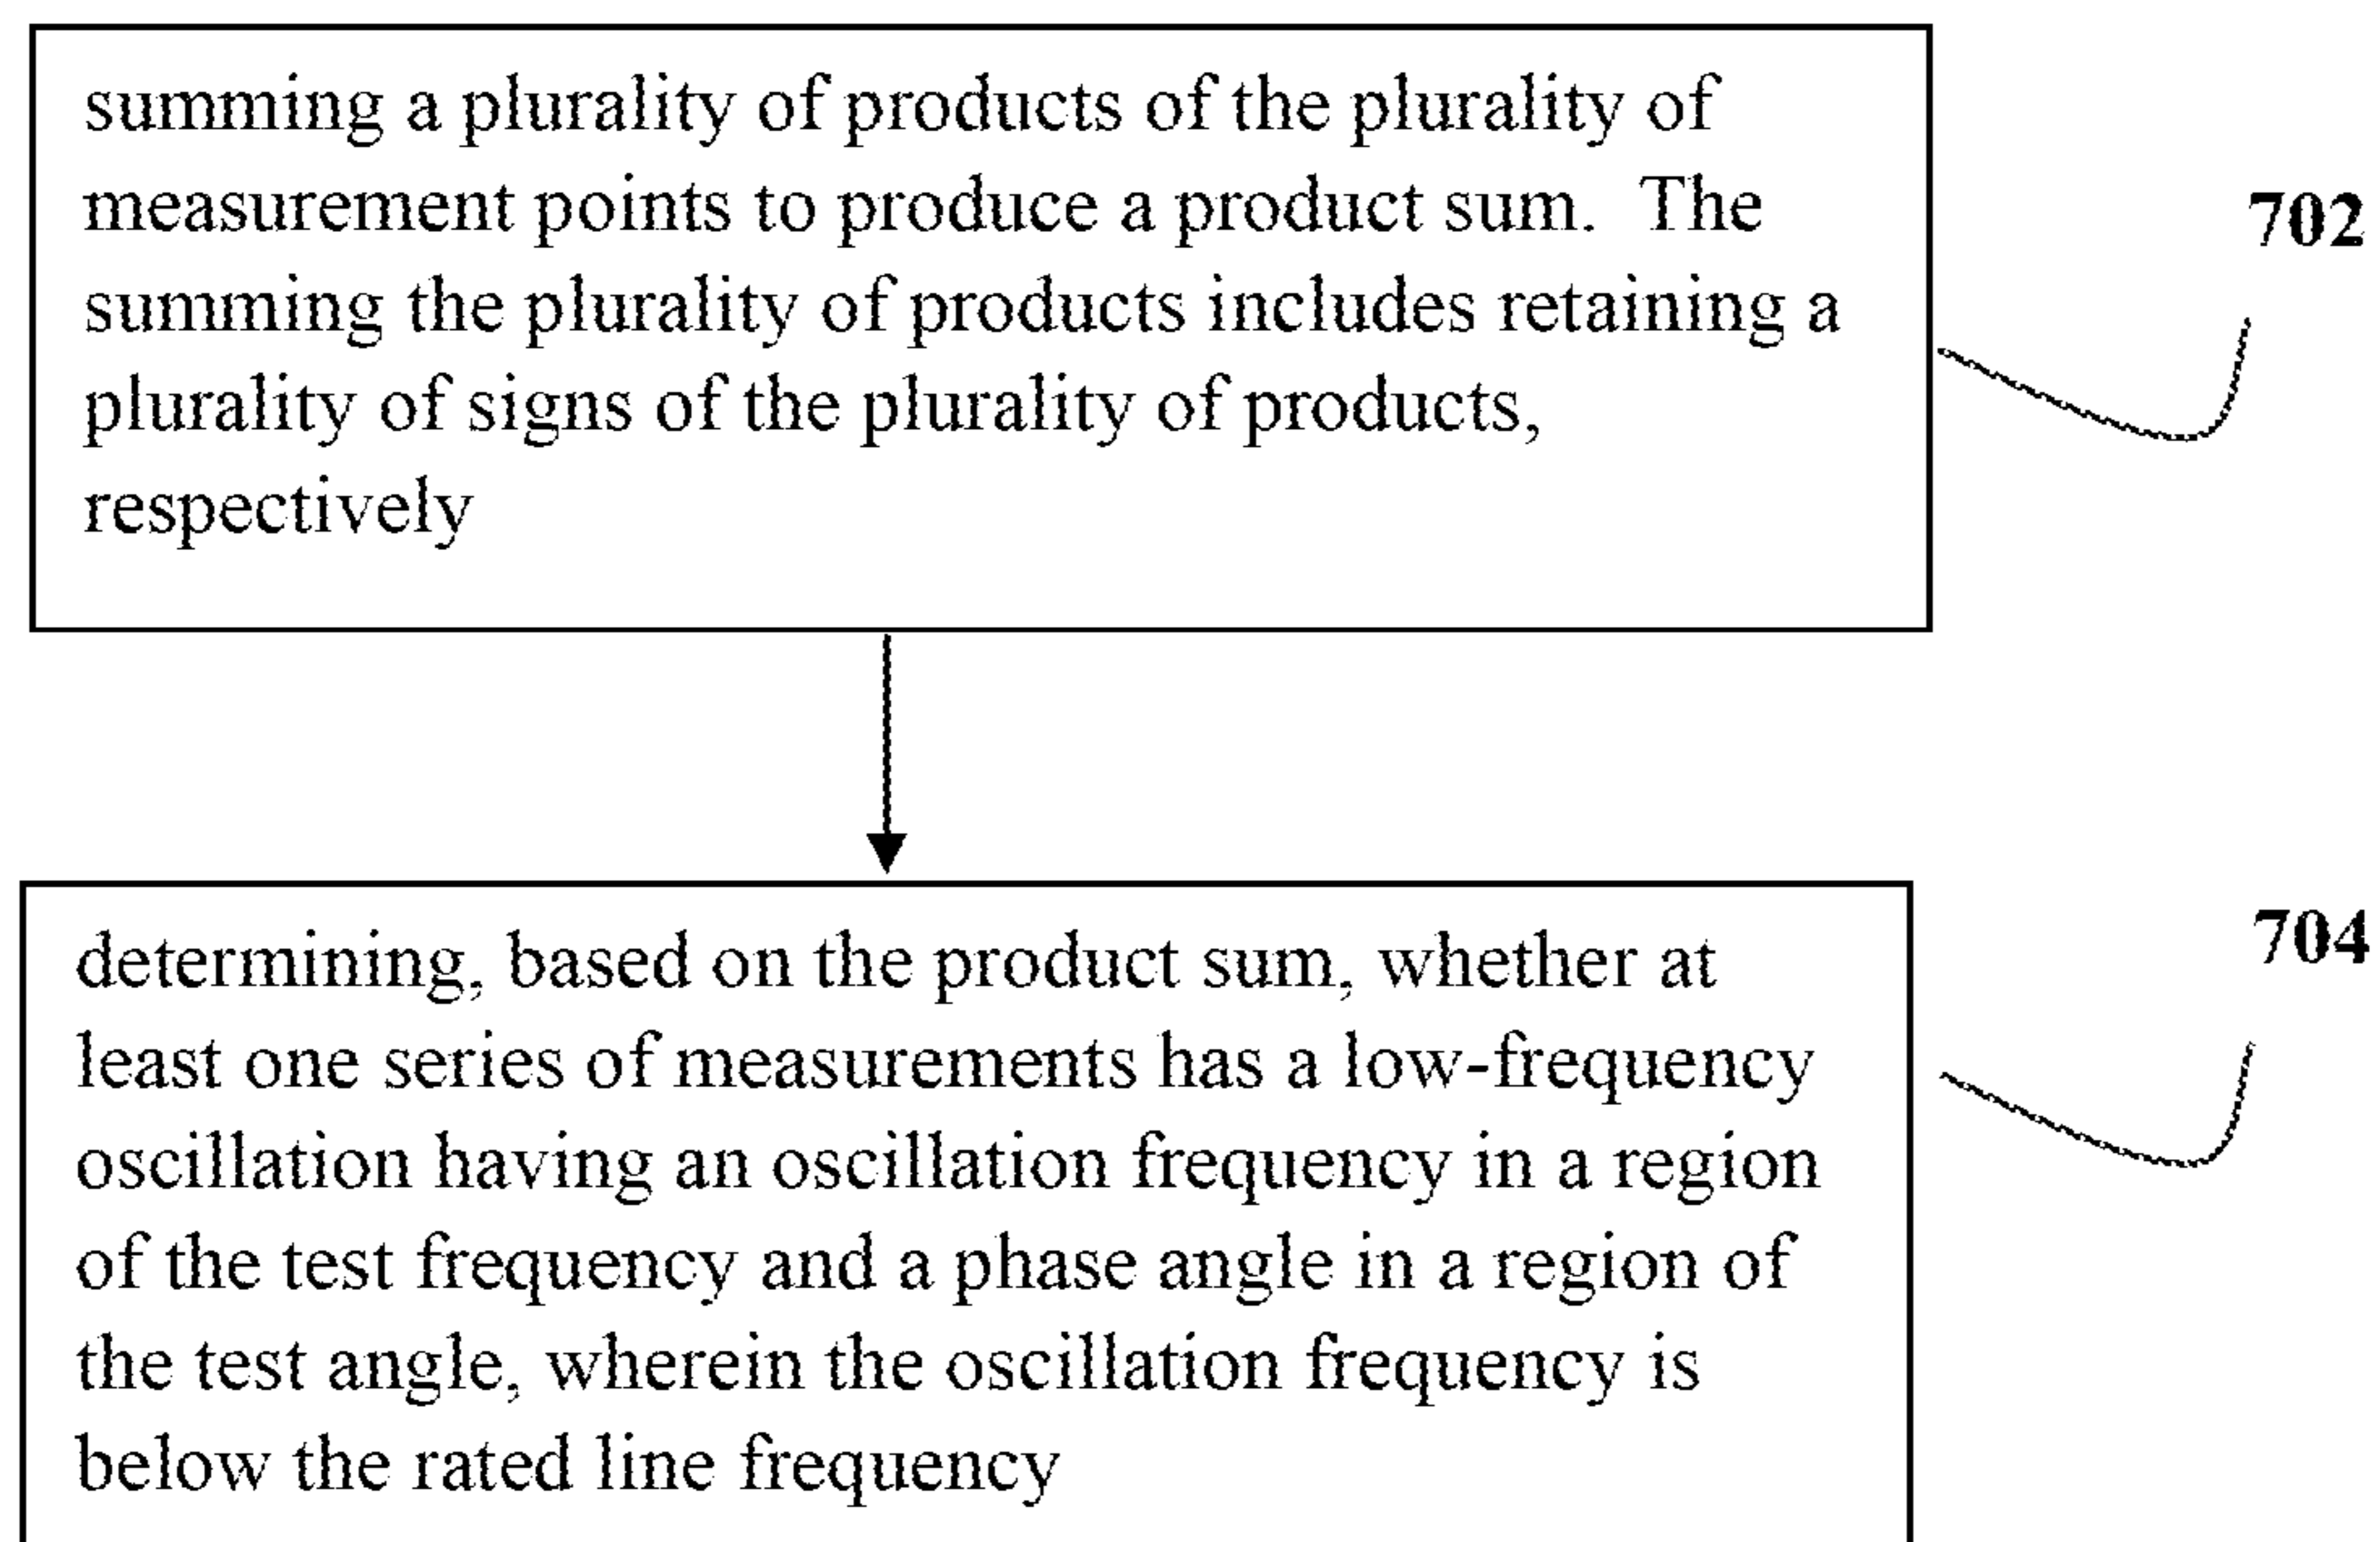 summing a plurality of products of the plurality of
measurement points to produce a product sum. The
summing the plurality of products includes retaining a
plurality of signs of the plurality of products,
respectively
702
determining, based on the product sum, whether at
least one series of measurements has a low-frequency
oscillation having an oscillation frequency in a region
of the test frequency and a phase angle in a region of
the test angle, wherein the oscillation frequency is
below the rated line frequency
704